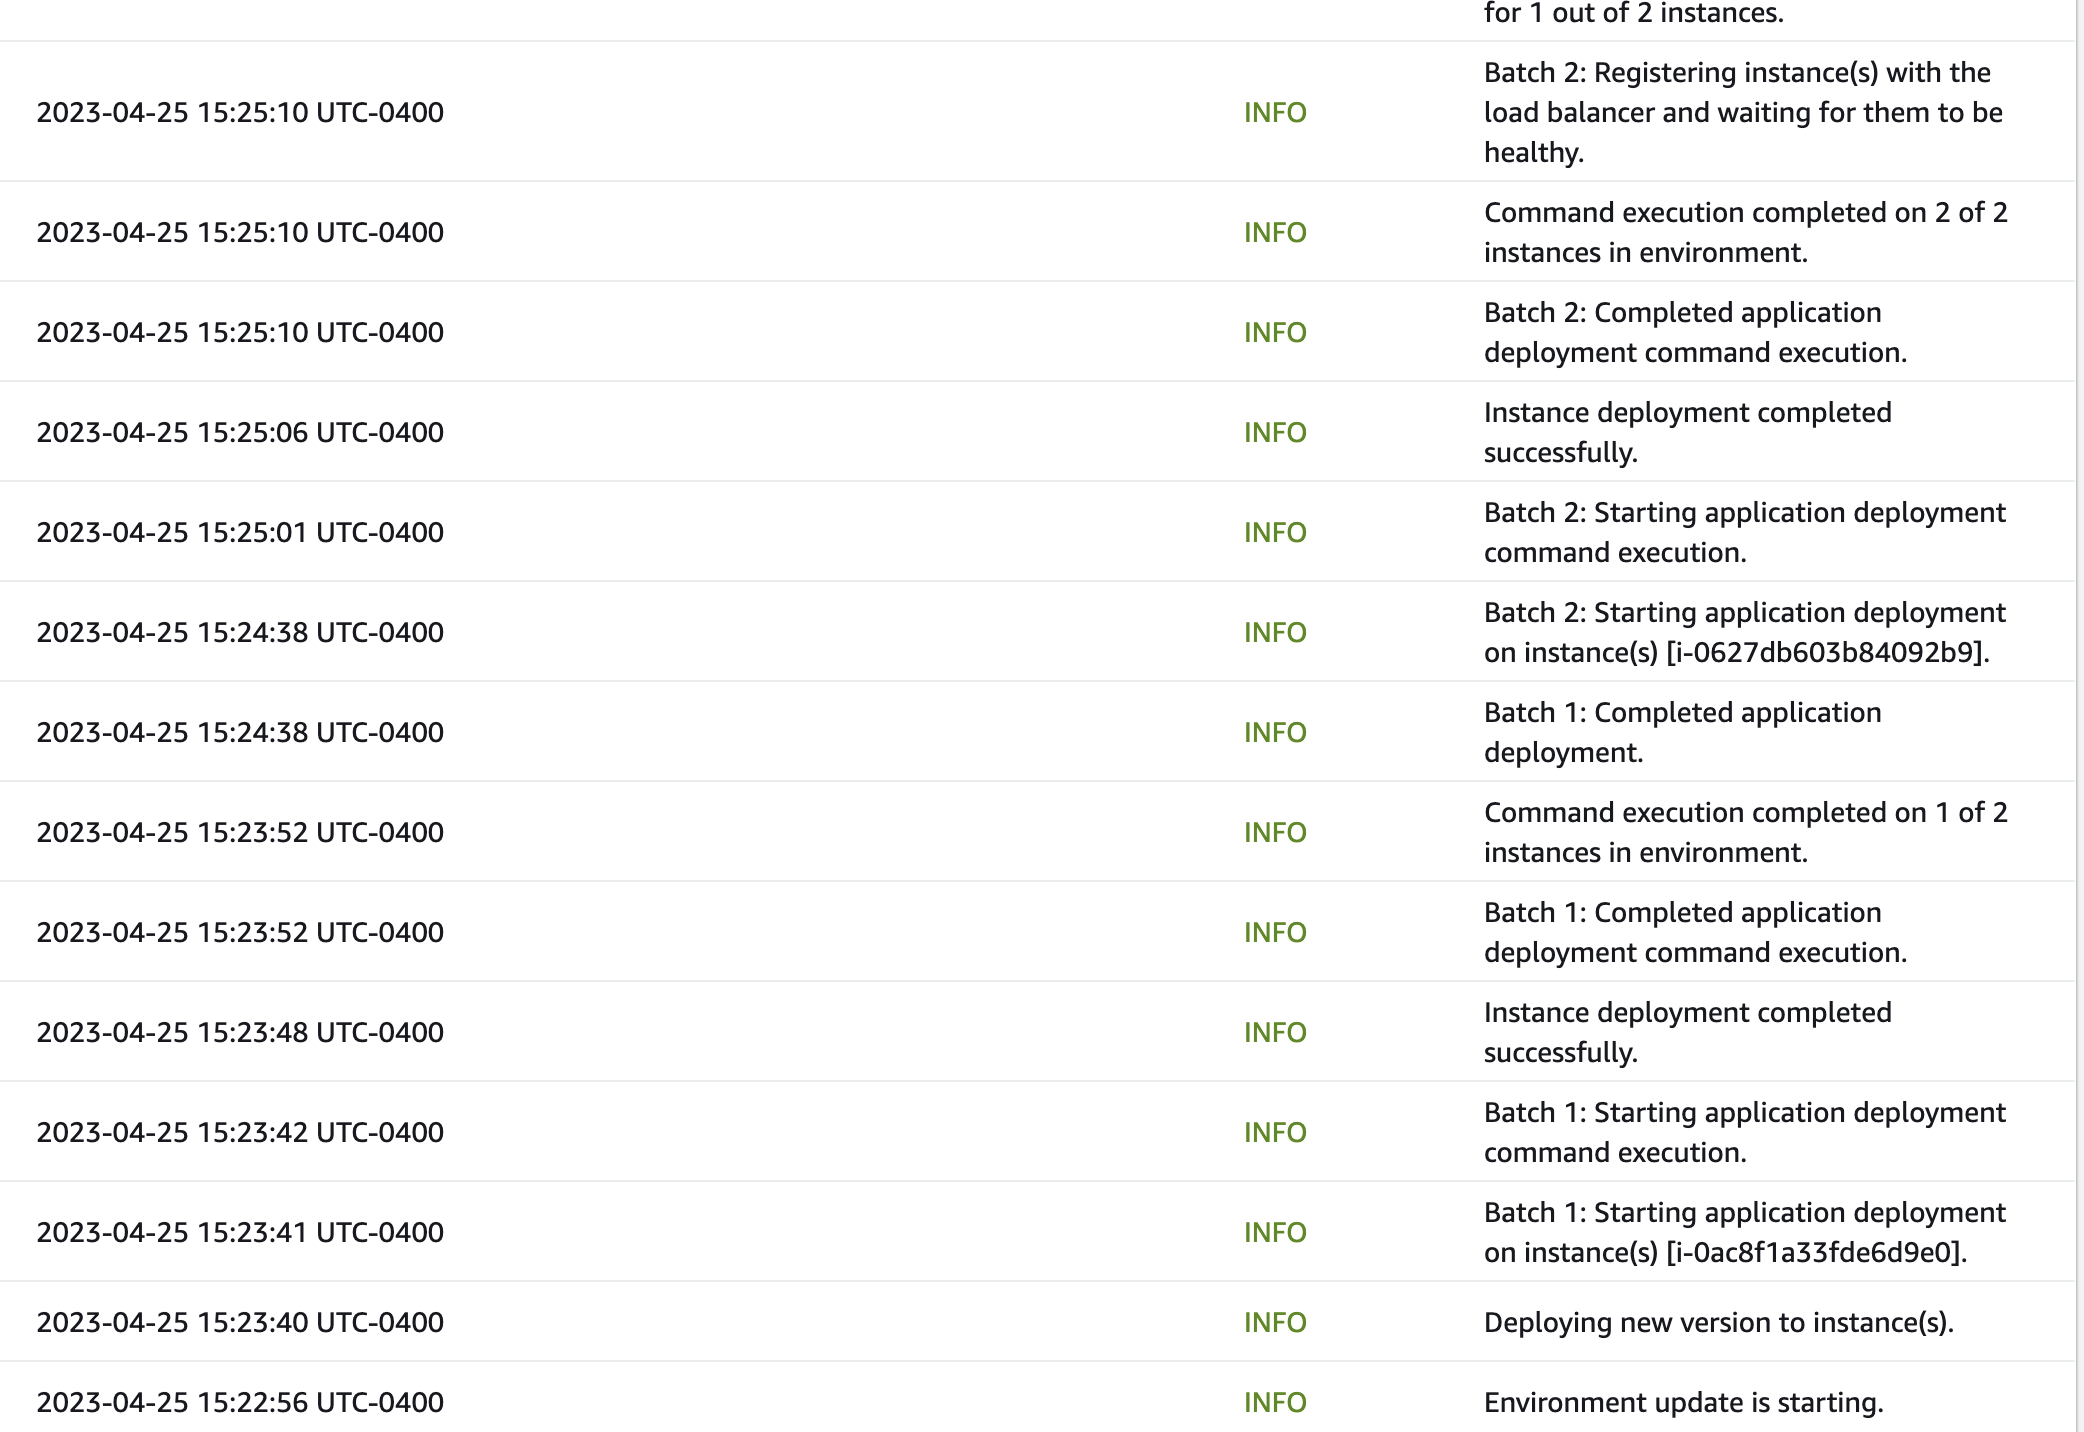 for 1 out of 2 instances.
2023-04-25 15:25:10 UTC-0400 INFO Batch 2: Registering instance(s) with the
load balancer and waiting for them to be
healthy.
2023-04-25 15:25:10 UTC-0400 INFO Command execution completed on 2 of 2
instances in environment.
2023-04-25 15:25:10 UTC-0400 INFO Batch 2: Completed application
deployment command execution.
2023-04-25 15:25:06 UTC-0400 INFO Instance deployment completed
successfully.
2023-04-25 15:25:01 UTC-0400 INFO Batch 2: Starting application deployment
command execution.
2023-04-25 15:24:38 UTC-0400 INFO Batch 2: Starting application deployment
on instance(s) [i-0627db603b84092b9].
2023-04-25 15:24:38 UTC-0400 INFO Batch 1: Completed application
deployment.
2023-04-25 15:23:52 UTC-0400 INFO Command execution completed on 1 of 2
instances in environment.
2023-04-25 15:23:52 UTC-0400 INFO Batch 1: Completed application
deployment command execution.
2023-04-25 15:23:48 UTC-0400 INFO Instance deployment completed
successfully.
2023-04-25 15:23:42 UTC-0400 INFO Batch 1: Starting application deployment
command execution.
2023-04-25 15:23:41 UTC-0400 INFO Batch 1: Starting application deployment
on instance(s) [i-0ac8f1a33fde6d9e0].
2023-04-25 15:23:40 UTC-0400 INFO Deploying new version to instance(s).
2023-04-25 15:22:56 UTC-0400 INFO Environment update is starting.